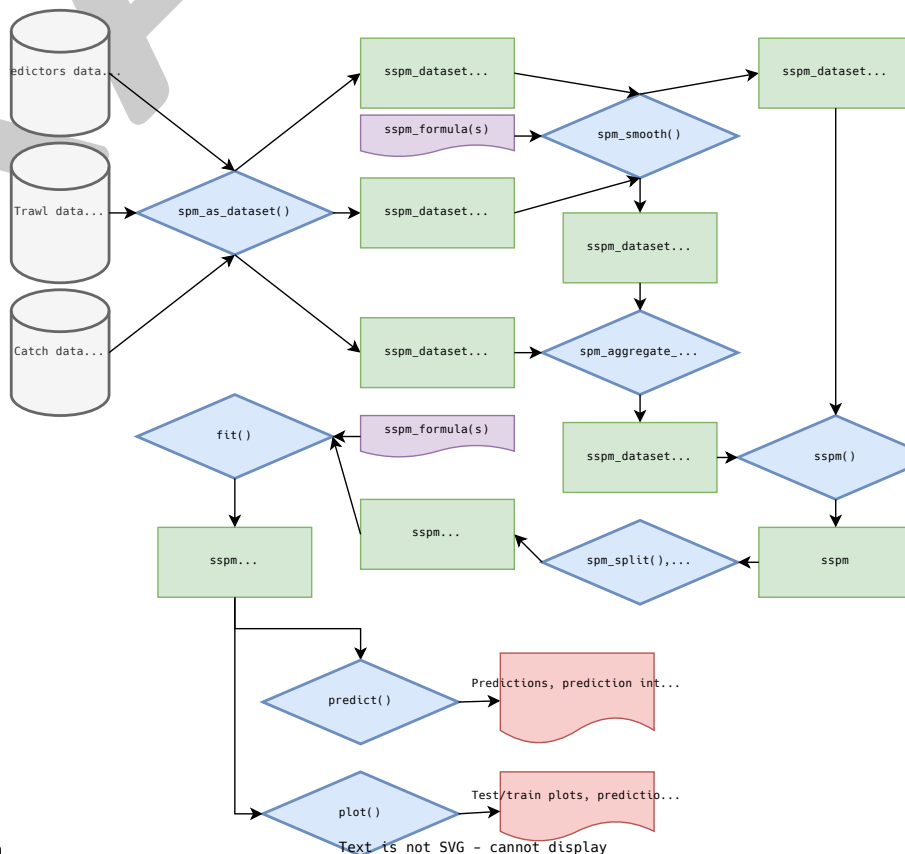 edictors data...
sspm_dataset...
sspm_dataset...
sspm_formula(s)
spm_smooth()
Trawl data...
spm_as_dataset()
sspm_dataset...
sspm_dataset...
Catch data...
sspm_dataset...
spm_aggregate_...
fit()
sspm_formula(s)
sspm_dataset...
sspm()
sspm...
sspm...
spm_split(),...
sspm
predict()
Predictions, prediction int...
plot()
Test/train plots, predictio...
Text is not SVG - cannot display